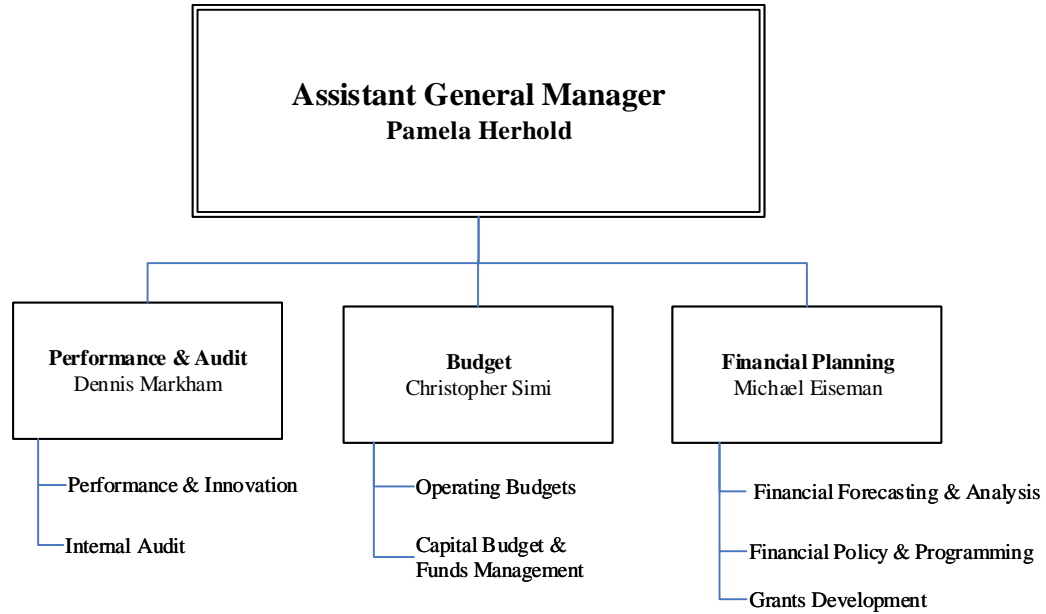 Assistant General Manager
Pamela Herhold
Performance & Audit
Dennis Markham
Performance & Innovation
Internal Audit
Budget
Christopher Simi
Operating Budgets
Capital Budget &
Funds Management
Financial Planning
Michael Eiseman
Financial Forecasting & Analysis
Financial Policy & Programming
Grants Development